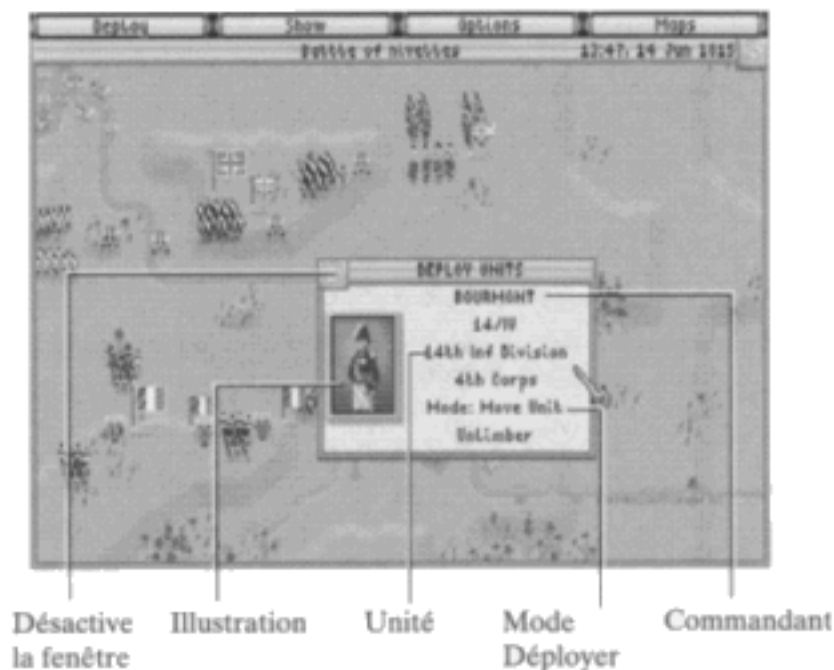 Deploy Show Options Maps
Battle of Nivelles 13:47: 14 Jun 1815
DEPLOY UNITS
BOURMONT
14/IV
14th Inf Division
4th Corps
Mode: Move Unit
UnLimber
Désactive
la fenêtre
Illustration
Unité
Mode
Déployer
Commandant